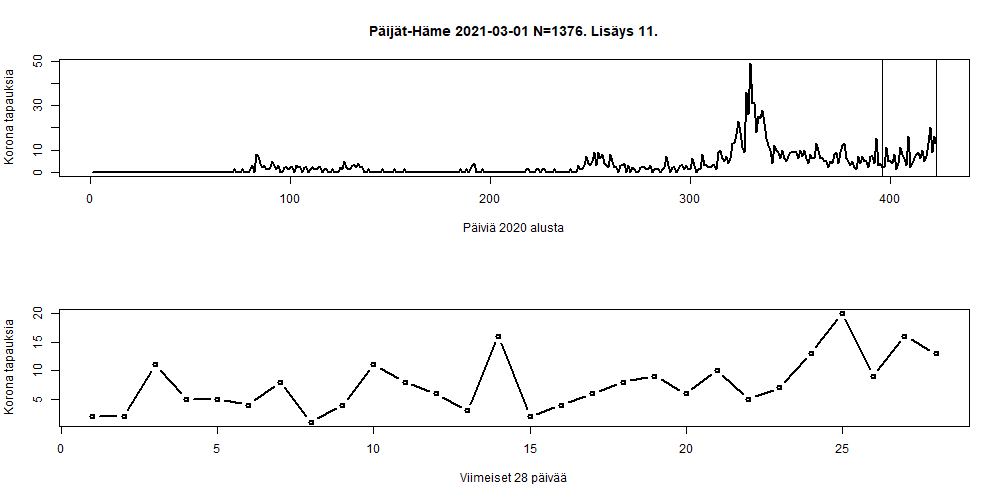 Päijät-Häme 2021-03-01 N=1376. Lisäys 11.
Korona tapauksia
50
30
10
0
0 100 200 300 400
Päiviä 2020 alusta
Korona tapauksia
20
15
10
5
0 5 10 15 20 25
Viimeiset 28 päivää